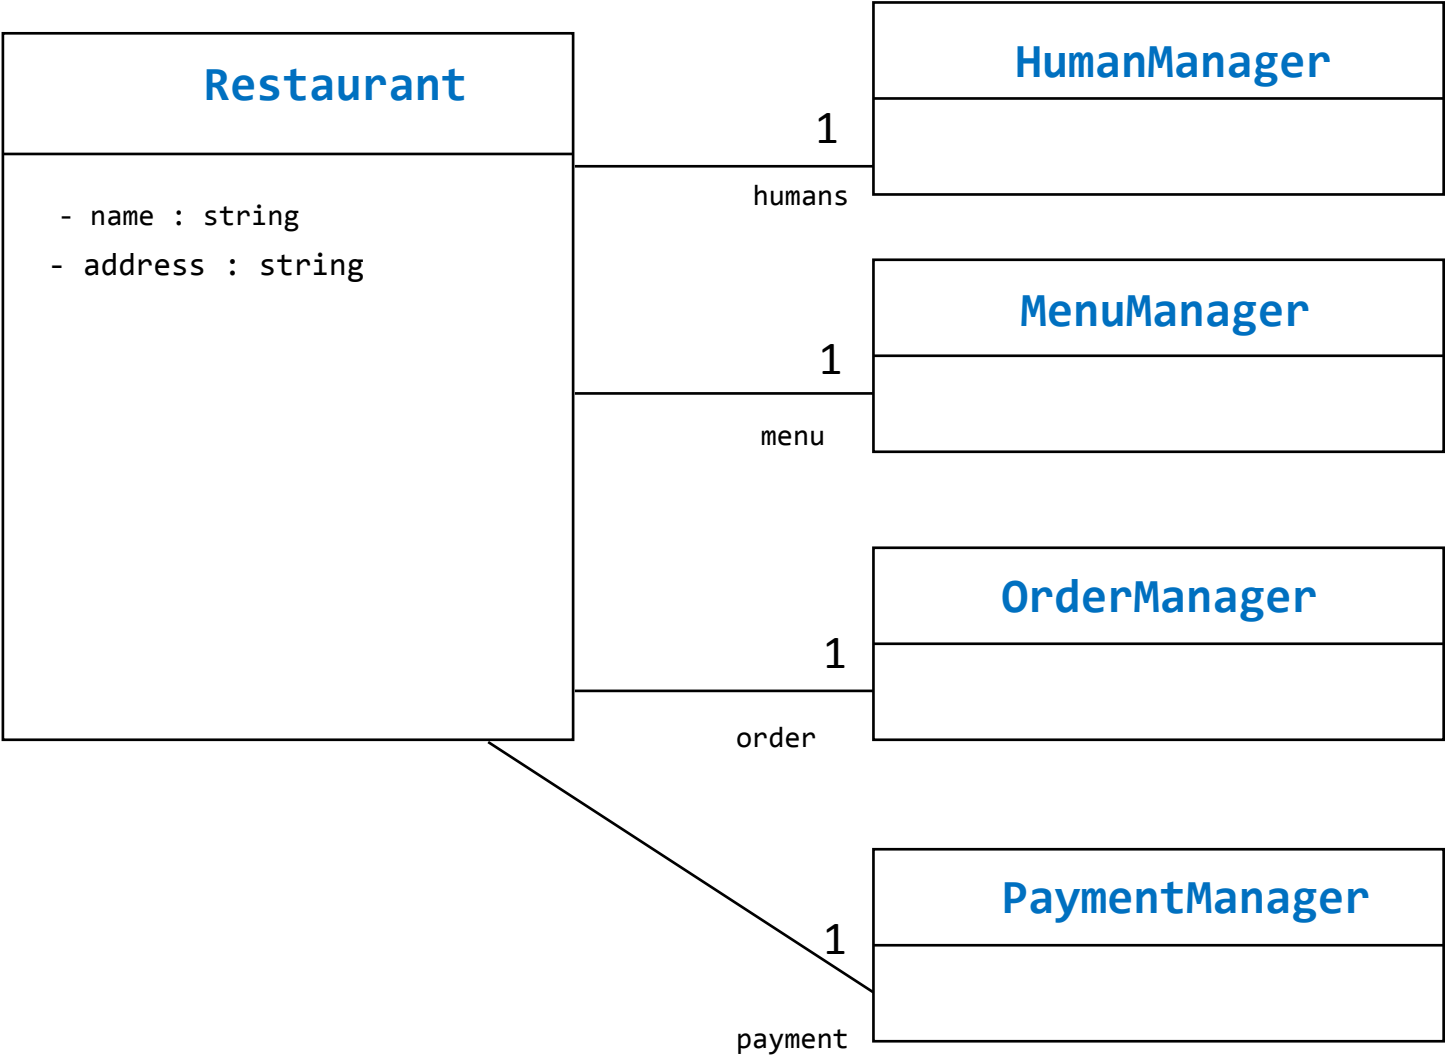 Restaurant
- name : string
- address : string
HumanManager
1
humans
MenuManager
1
menu
OrderManager
1
order
PaymentManager
1
payment